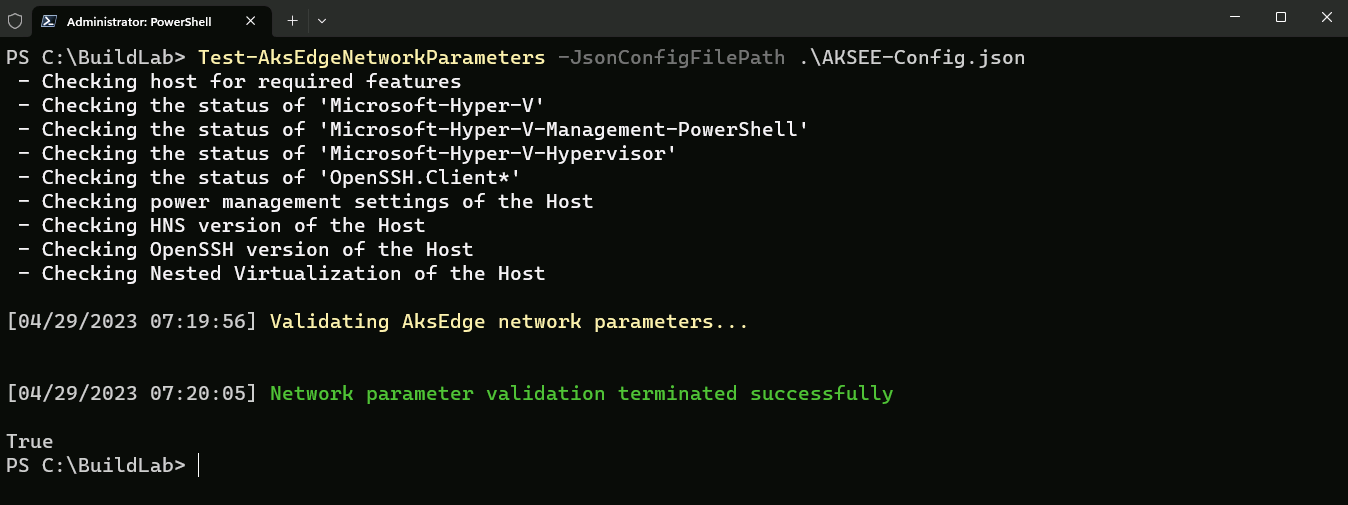 Administrator: PowerShell
PS C:\BuildLab> Test-AksEdgeNetworkParameters -JsonConfigFilePath .\AKSEE-Config.json
- Checking host for required features
- Checking the status of 'Microsoft-Hyper-V'
- Checking the status of 'Microsoft-Hyper-V-Management-PowerShell'
- Checking the status of 'Microsoft-Hyper-V-Hypervisor'
- Checking the status of 'OpenSSH.Client*'
- Checking power management settings of the Host
- Checking HNS version of the Host
- Checking OpenSSH version of the Host
- Checking Nested Virtualization of the Host
[04/29/2023 07:19:56] Validating AksEdge network parameters...
[04/29/2023 07:20:05] Network parameter validation terminated successfully
True
PS C:\BuildLab>